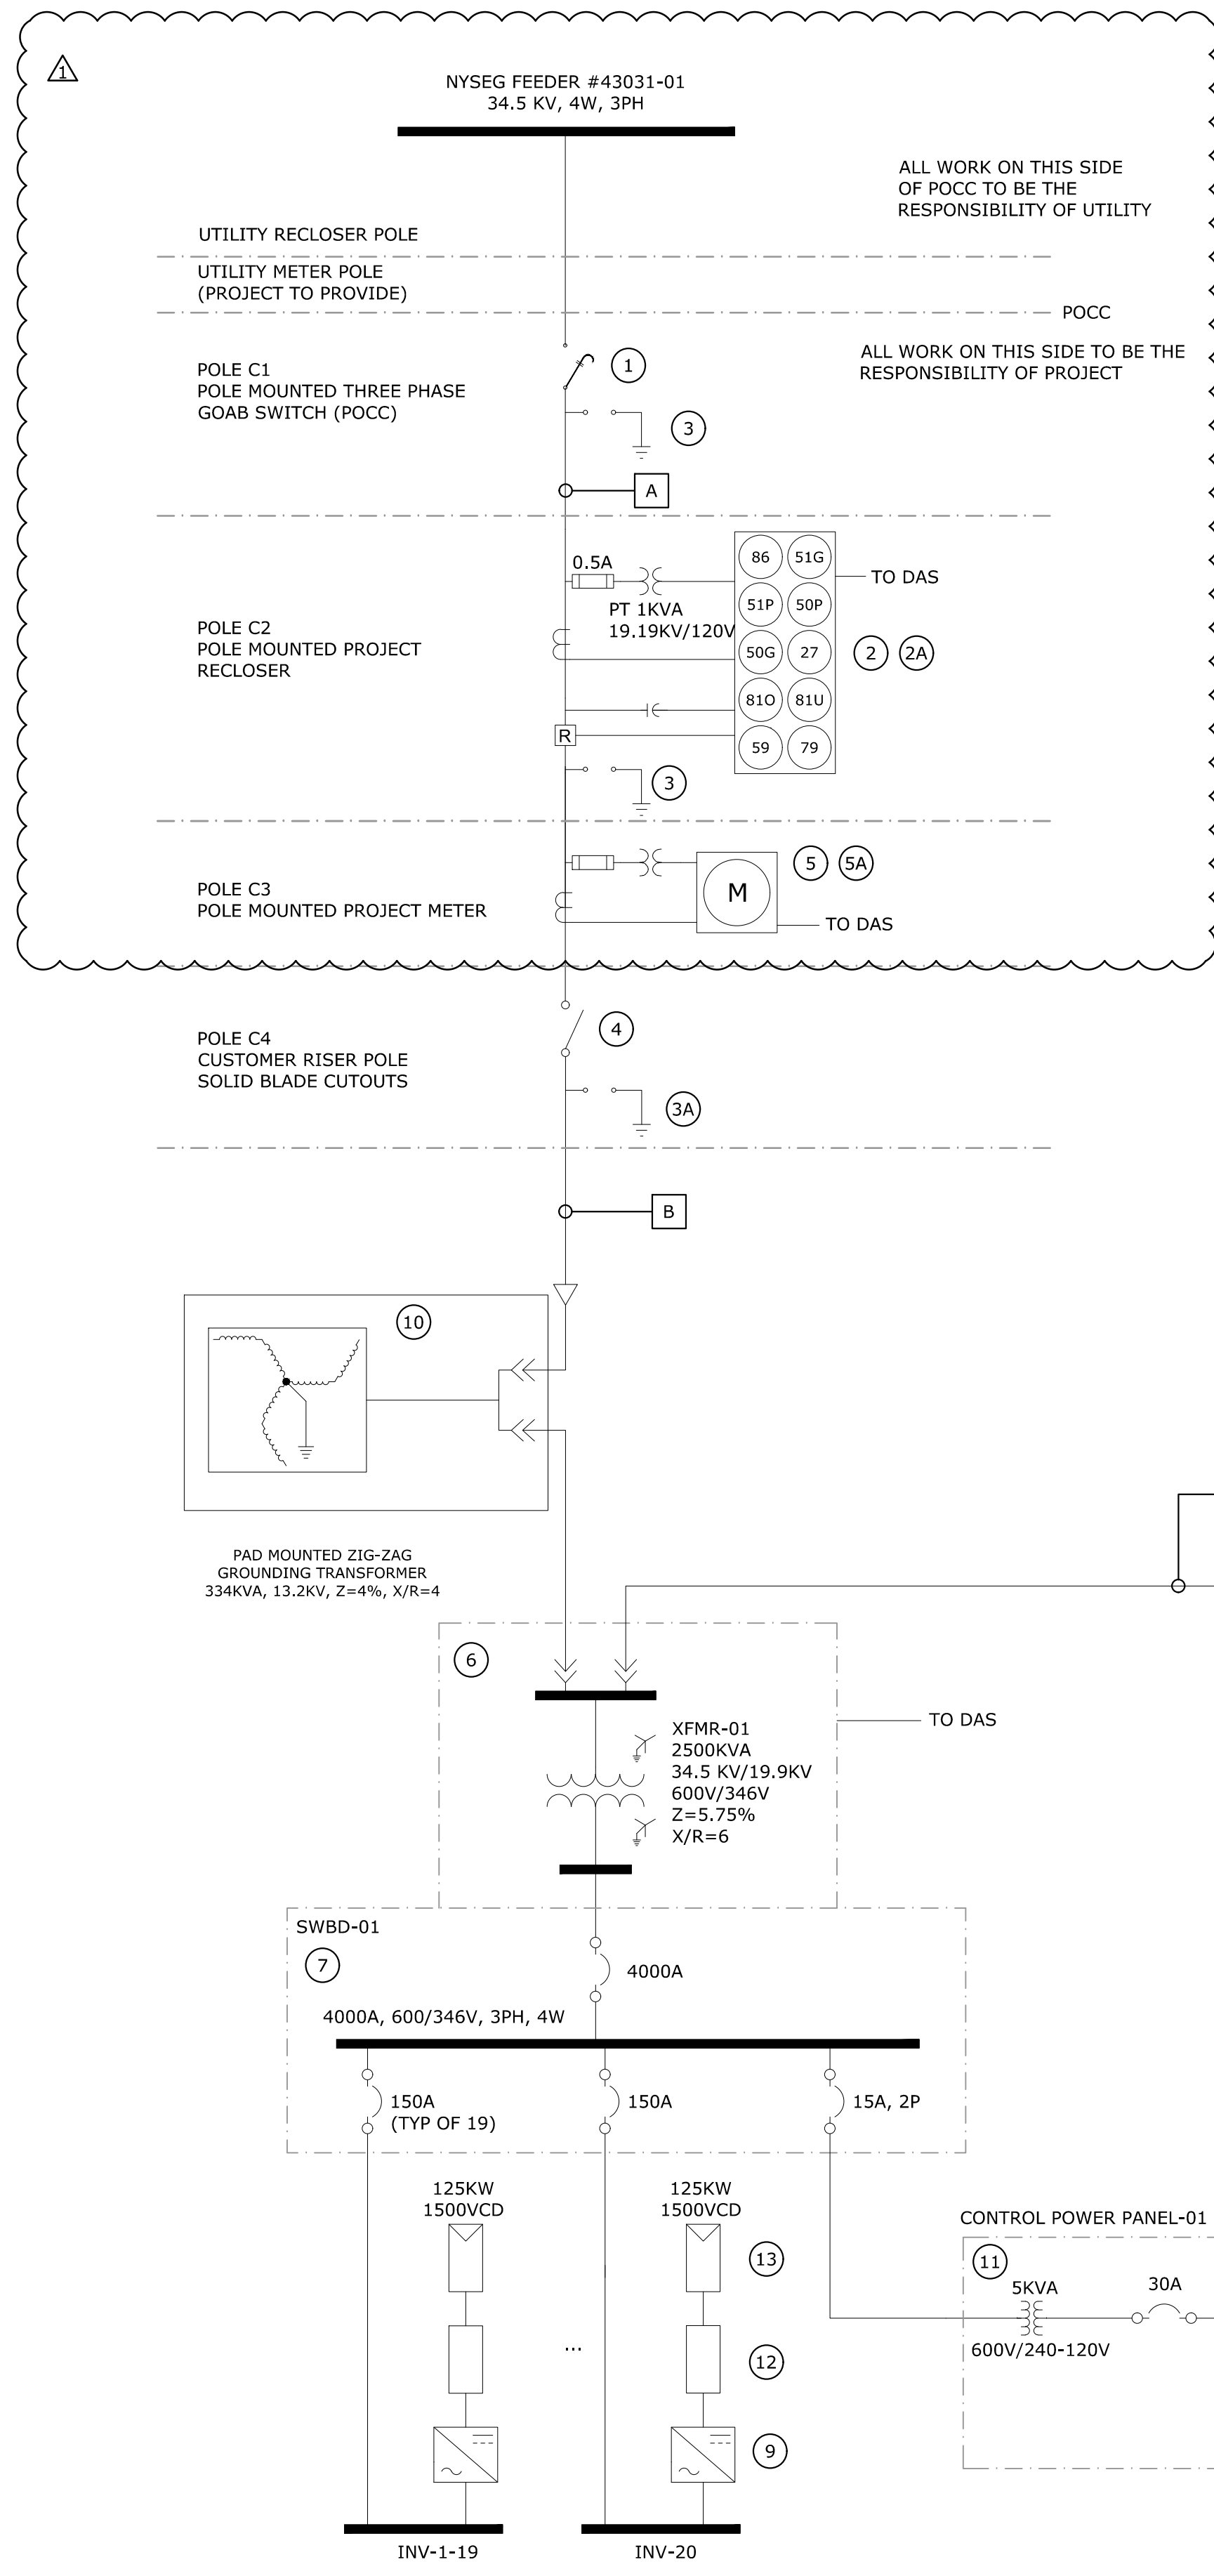 1
NYSEG FEEDER #43031-01
34.5 KV, 4W, 3PH
ALL WORK ON THIS SIDE
OF POCC TO BE THE
RESPONSIBILITY OF UTILITY
UTILITY RECLOSER POLE
UTILITY METER POLE
(PROJECT TO PROVIDE)
POCC
ALL WORK ON THIS SIDE TO BE THE
RESPONSIBILITY OF PROJECT
POLE C1
POLE MOUNTED THREE PHASE
GOAB SWITCH (POCC)
1
3
A
0.5A
PT 1KVA
19.19KV/120V
86
51G
51P
50P
50G
27
81O
81U
59
79
TO DAS
2
2A
POLE C2
POLE MOUNTED PROJECT
RECLOSER
R
3
POLE C3
POLE MOUNTED PROJECT METER
M
5
5A
TO DAS
POLE C4
CUSTOMER RISER POLE
SOLID BLADE CUTOUTS
4
3A
B
10
PAD MOUNTED ZIG-ZAG
GROUNDING TRANSFORMER
334KVA, 13.2KV, Z=4%, X/R=4
6
TO DAS
XFMR-01
2500KVA
34.5 KV/19.9KV
600V/346V
Z=5.75%
X/R=6
SWBD-01
7
4000A
4000A, 600/346V, 3PH, 4W
150A
(TYP OF 19)
150A
15A, 2P
125KW
1500VCD
125KW
1500VCD
13
12
9
...
CONTROL POWER PANEL-01
11
5KVA
30A
600V/240-120V
INV-1-19
INV-20